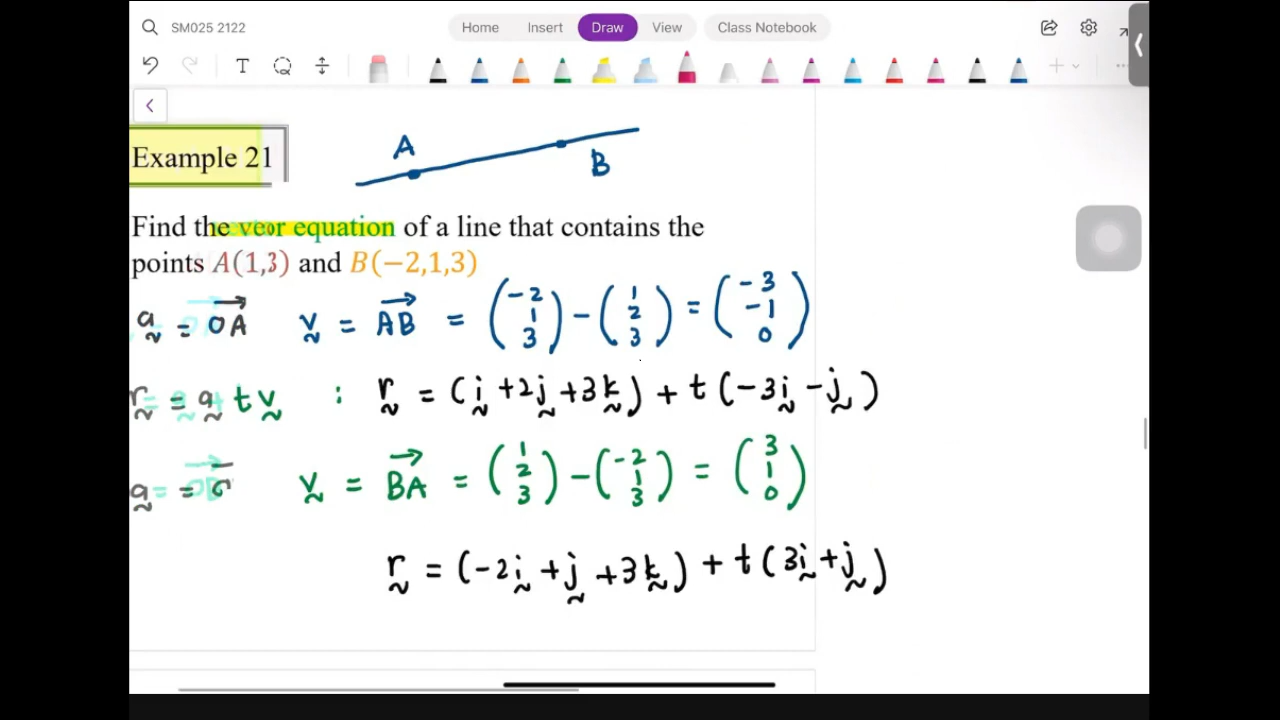 SM025 2122
Home Insert Draw View Class Notebook
T
Example 21
A
B
Find the veor equation of a line that contains the
points A(1,3) and B(−2,1,3)
a = OA v = AB = (-2 1 3) - (1 2 3) = (-3 -1 0)
r = a t v : r = (i + 2j + 3k) + t(-3i - j)
a = v = BA = (1 2 3) - (-2 1 3) = (3 1 0)
r = (-2i + j + 3k) + t(3i + j)